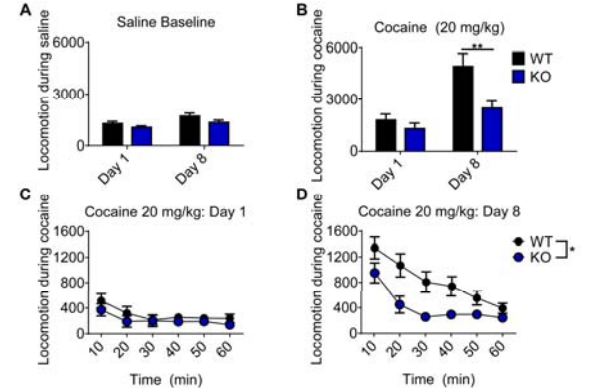 A
Saline Baseline
Locomotion during saline
6000
3000
0
Day 1
Day 8
B
Cocaine (20 mg/kg)
Locomotion during cocaine
6000
3000
0
**
WT
KO
Day 1
Day 8
C
Cocaine 20 mg/kg: Day 1
Locomotion during cocaine
1600
1200
800
400
0
10
20
30
40
50
60
Time (min)
D
Cocaine 20 mg/kg: Day 8
Locomotion during cocaine
1600
1200
800
400
0
WT
KO
*
10
20
30
40
50
60
Time (min)